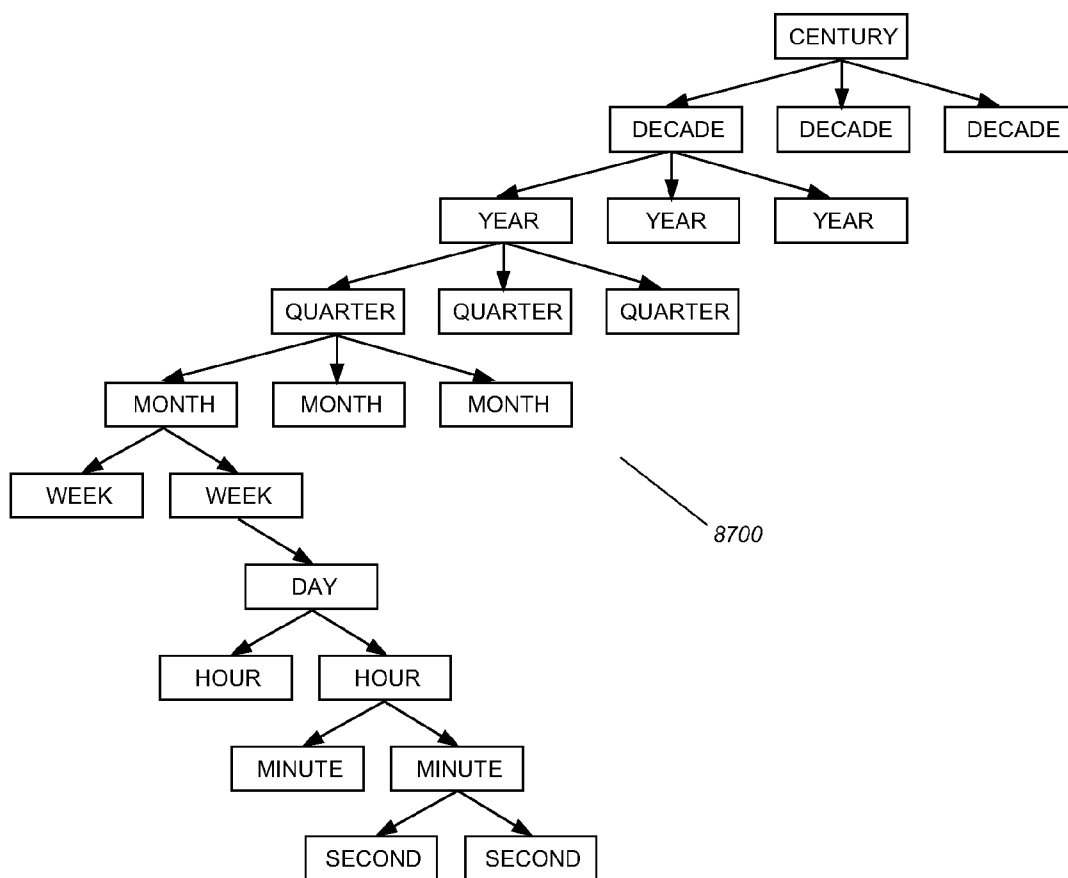 CENTURY
DECADE DECADE DECADE
YEAR YEAR YEAR
QUARTER QUARTER QUARTER
MONTH MONTH MONTH
WEEK WEEK
8700
DAY
HOUR HOUR
MINUTE MINUTE
SECOND SECOND